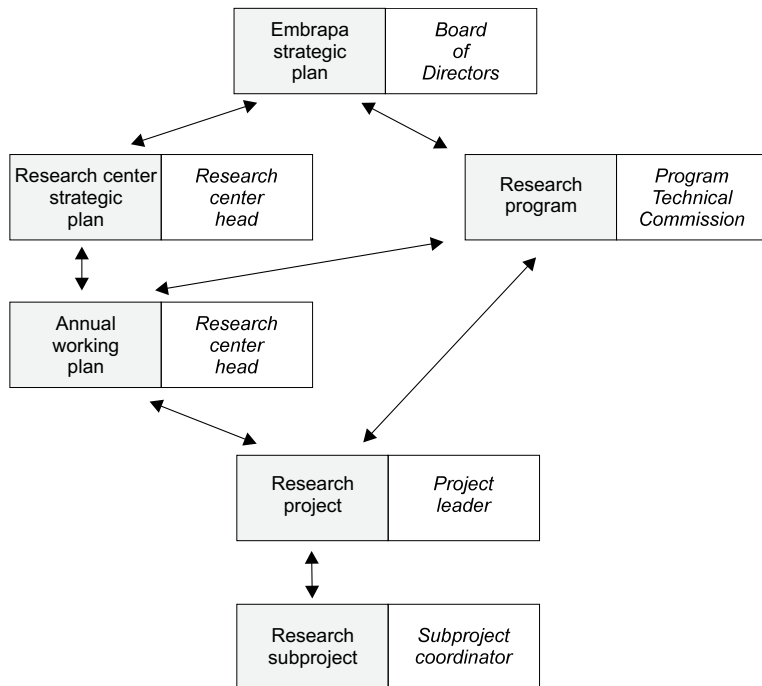 Embrapa
strategic
plan
Board
of
Directors
Research center
strategic
plan
Research
center
head
Research
program
Program
Technical
Commission
Annual
working
plan
Research
center
head
Research
project
Project
leader
Research
subproject
Subproject
coordinator